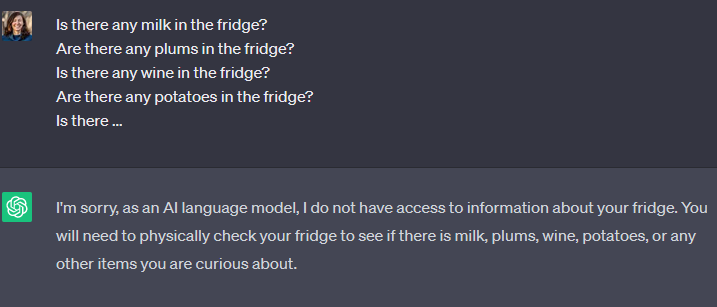 Is there any milk in the fridge?
Are there any plums in the fridge?
Is there any wine in the fridge?
Are there any potatoes in the fridge?
Is there ...
I'm sorry, as an AI language model, I do not have access to information about your fridge. You
will need to physically check your fridge to see if there is milk, plums, wine, potatoes, or any
other items you are curious about.